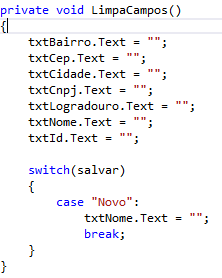 private void LimpaCampos()
{
    txtBairro.Text = "";
    txtCep.Text = "";
    txtCidade.Text = "";
    txtCnpj.Text = "";
    txtLogradouro.Text = "";
    txtNome.Text = "";
    txtId.Text = "";

    switch(salvar)
    {
        case "Novo":
            txtNome.Text = "";
            break;
    }
}